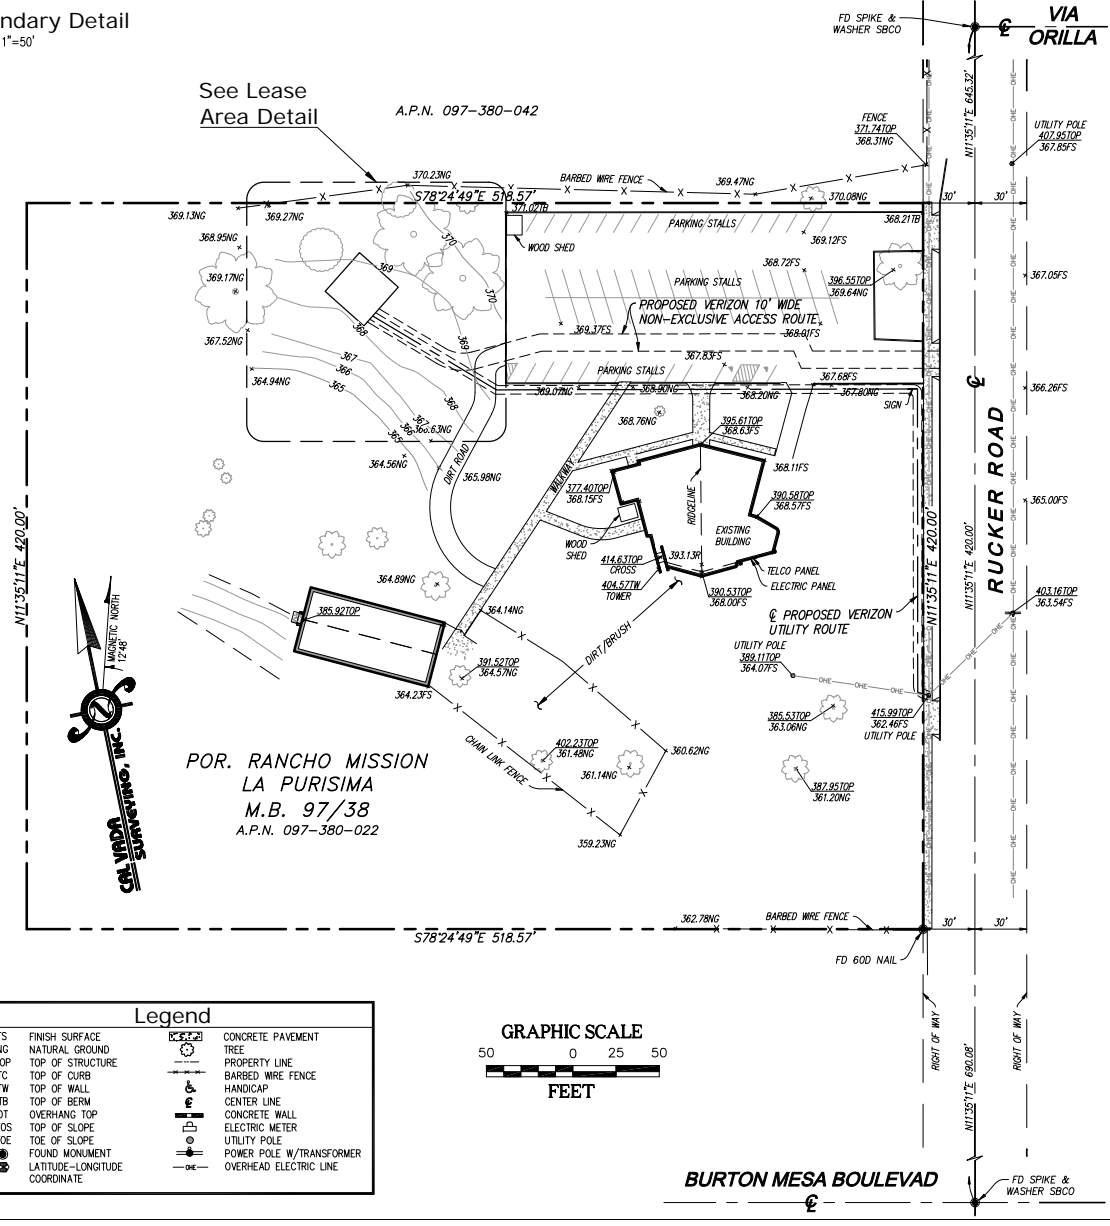 ndary Detail
1"=50'
FD SPIKE &
WASHER SBCO
℄
VIA
ORILLA
See Lease
Area Detail
A.P.N. 097-380-042
N11°35'11"E 645.32'
FENCE
371.74TOP
368.31NG
UTILITY POLE
407.95TOP
367.85FS
370.23NG
BARBED WIRE FENCE
369.47NG
S78°24'49"E 518.57'
370.08NG
30'
30'
369.13NG
369.27NG
371.02TB
PARKING STALLS
368.21TB
368.95NG
370
WOOD SHED
369.12FS
369
368.72FS
369.17NG
370
PARKING STALLS
396.55TOP
369.64NG
367.05FS
PROPOSED VERIZON 10' WIDE
NON-EXCLUSIVE ACCESS ROUTE
368
369.37FS
368.01FS
367.52NG
369
367
367.83FS
366
PARKING STALLS
364.94NG
365
367.68FS
℄
366.26FS
369.07NG
368.90NG
368.20NG
367.80NG
368
SIGN
367
366
365
366.63NG
368.76NG
395.61TOP
368.63FS
RUCKER ROAD
364.56NG
DIRT ROAD
365.98NG
WALKWAY
368.11FS
377.40TOP
368.15FS
RIDGELINE
390.58TOP
368.57FS
365.00FS
N11°35'11"E 420.00'
EXISTING
BUILDING
WOOD
SHED
414.63TOP
CROSS
393.13R
N11°35'11"E 420.00'
N11°35'11"E 420.00'
404.57TW
TOWER
TELCO PANEL
ELECTRIC PANEL
364.89NG
390.53TOP
368.00FS
403.16TOP
363.54FS
MAGNETIC NORTH
12°48'
385.92TOP
364.14NG
℄ PROPOSED VERIZON
UTILITY ROUTE
DIRT/BRUSH
UTILITY POLE
389.11TOP
364.07FS
OHE
391.52TOP
364.57NG
364.23FS
385.53TOP
363.06NG
415.99TOP
362.46FS
UTILITY POLE
CAL VADA
SURVEYING, INC.
CHAIN LINK FENCE
402.23TOP
361.48NG
361.14NG
360.62NG
POR. RANCHO MISSION
LA PURISIMA
M.B. 97/38
A.P.N. 097-380-022
387.95TOP
361.20NG
359.23NG
362.78NG
BARBED WIRE FENCE
30'
30'
S78°24'49"E 518.57'
FD 60D NAIL
Legend
FINISH SURFACE
NATURAL GROUND
TOP OF STRUCTURE
TOP OF CURB
TOP OF WALL
TOP OF BERM
OVERHANG TOP
TOP OF SLOPE
TOE OF SLOPE
FOUND MONUMENT
LATITUDE-LONGITUDE
COORDINATE
CONCRETE PAVEMENT
TREE
PROPERTY LINE
BARBED WIRE FENCE
HANDICAP
℄ CENTER LINE
CONCRETE WALL
ELECTRIC METER
UTILITY POLE
POWER POLE W/TRANSFORMER
OHE OVERHEAD ELECTRIC LINE
GRAPHIC SCALE
50 0 25 50
FEET
RIGHT OF WAY
RIGHT OF WAY
N11°35'11"E 690.08'
BURTON MESA BOULEVAD
℄
FD SPIKE &
WASHER SBCO